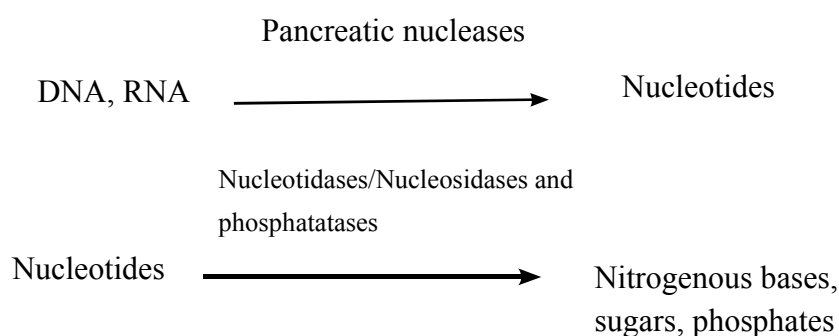 Pancreatic nucleases
DNA, RNA
Nucleotides
Nucleotidases/Nucleosidases and
phosphatatases
Nucleotides
Nitrogenous bases,
sugars, phosphates